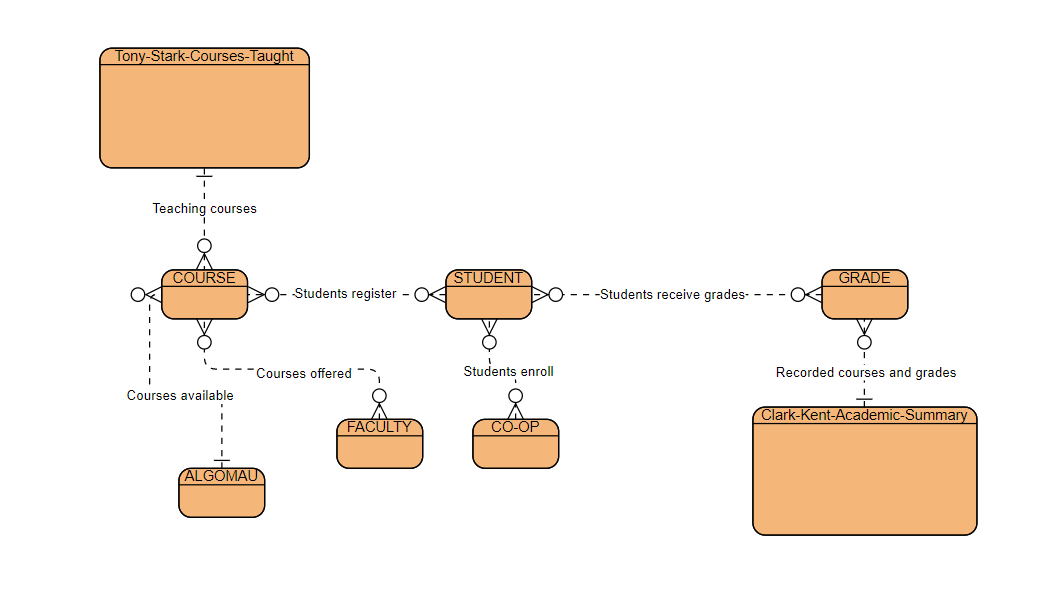 Tony-Stark-Courses-Taught
Teaching courses
COURSE
Students register
STUDENT
Students receive grades
GRADE
Courses available
Courses offered
Students enroll
Recorded courses and grades
ALGOMAU
FACULTY
CO-OP
Clark-Kent-Academic-Summary